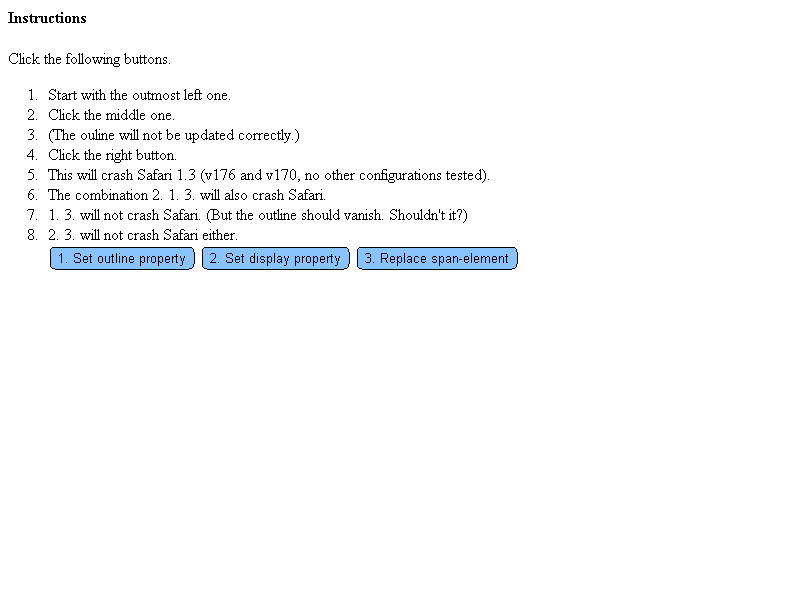 Instructions
Click the following buttons.
1. Start with the outmost left one.
2. Click the middle one.
3. (The ouline will not be updated correctly.)
4. Click the right button.
5. This will crash Safari 1.3 (v176 and v170, no other configurations tested).
6. The combination 2. 1. 3. will also crash Safari.
7. 1. 3. will not crash Safari. (But the outline should vanish. Shouldn't it?)
8. 2. 3. will not crash Safari either.
1. Set outline property 2. Set display property 3. Replace span-element